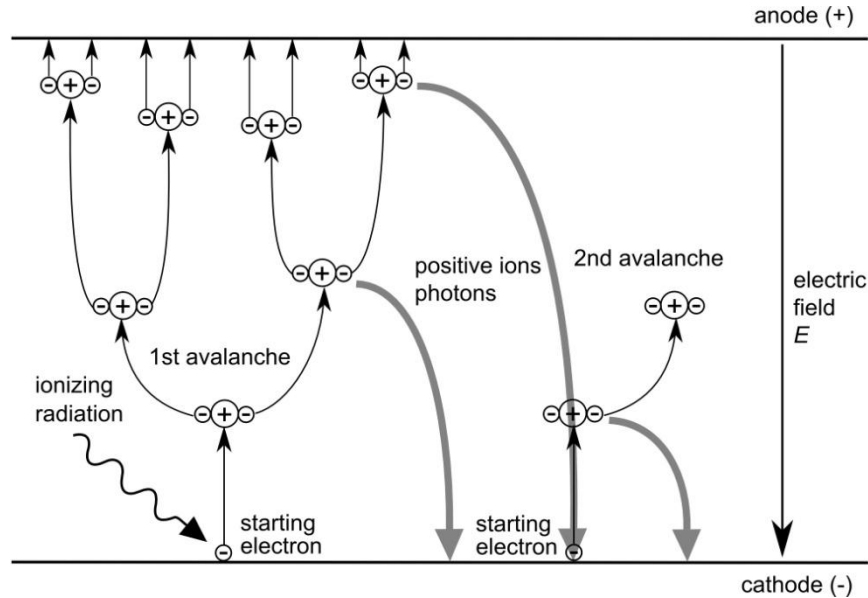 anode (+)
positive ions
photons
2nd avalanche
electric
field
E
1st avalanche
ionizing
radiation
starting
electron
starting
electron
cathode (-)